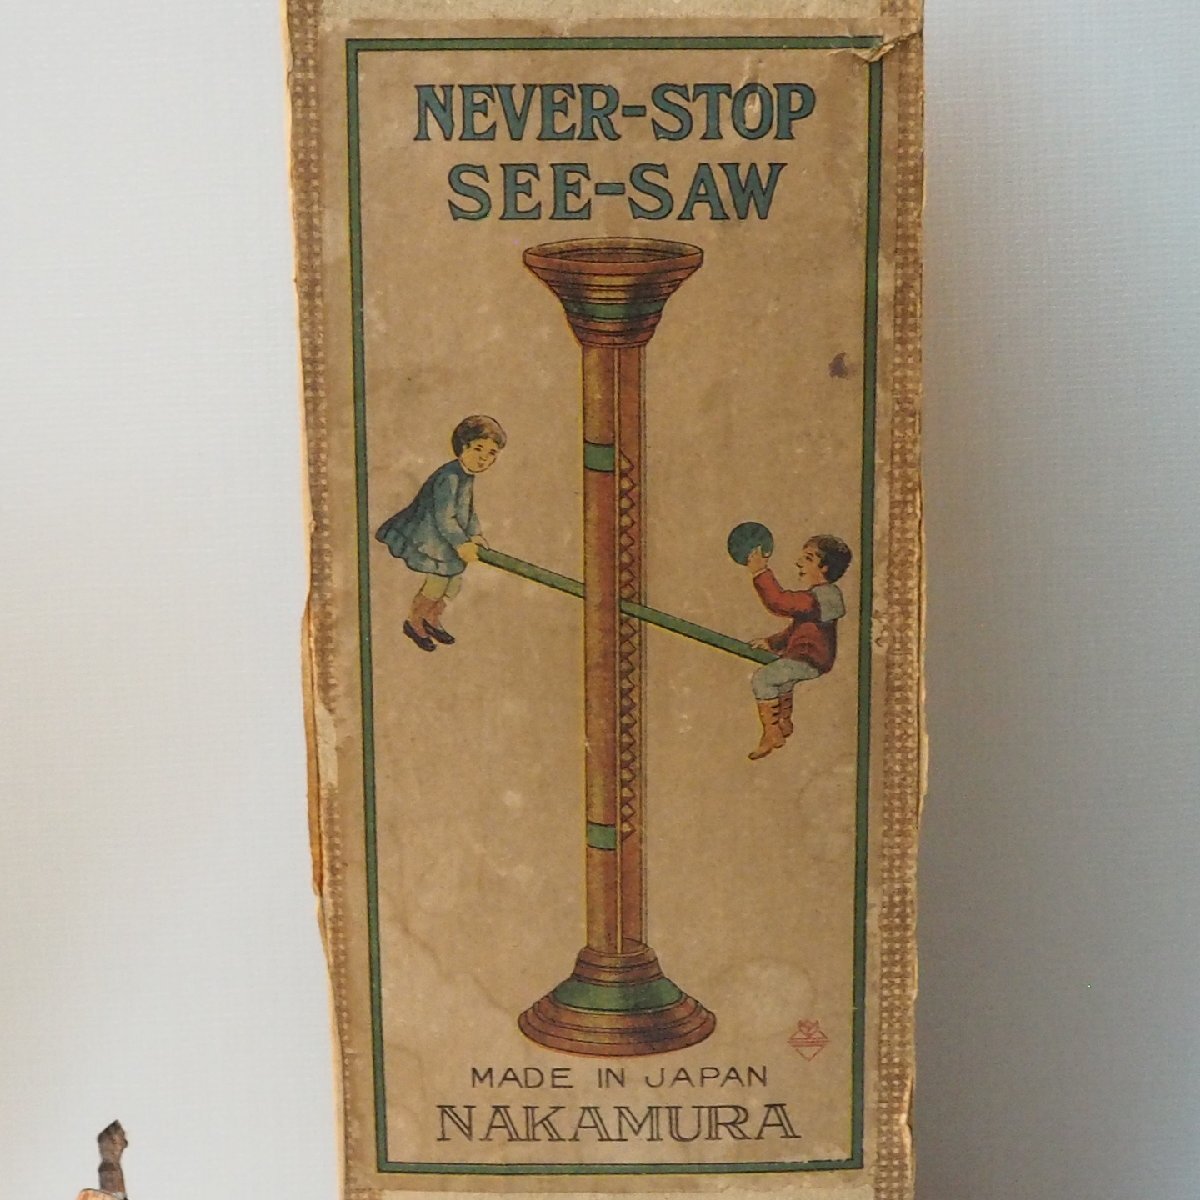 NEVER-STOP
SEE-SAW
MADE IN JAPAN
NAKAMURA